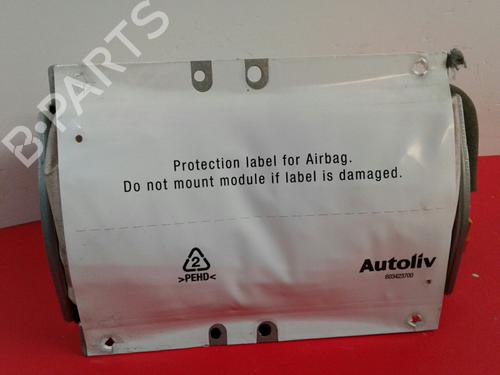 B-PARTS
Protection label for Airbag.
Do not mount module if label is damaged.
2
>PEHD<
Autoliv
603423700